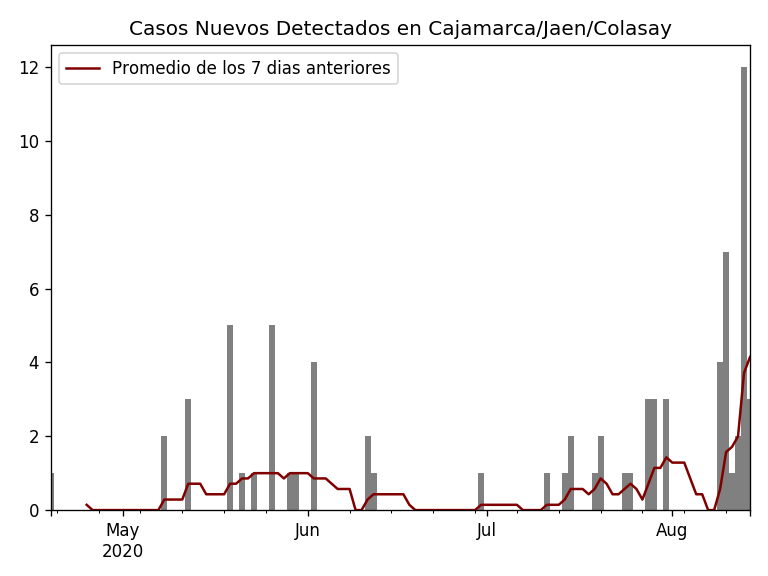 Casos Nuevos Detectados en Cajamarca/Jaen/Colasay
Promedio de los 7 dias anteriores
12
10
8
6
4
2
0
May Jun Jul Aug
2020